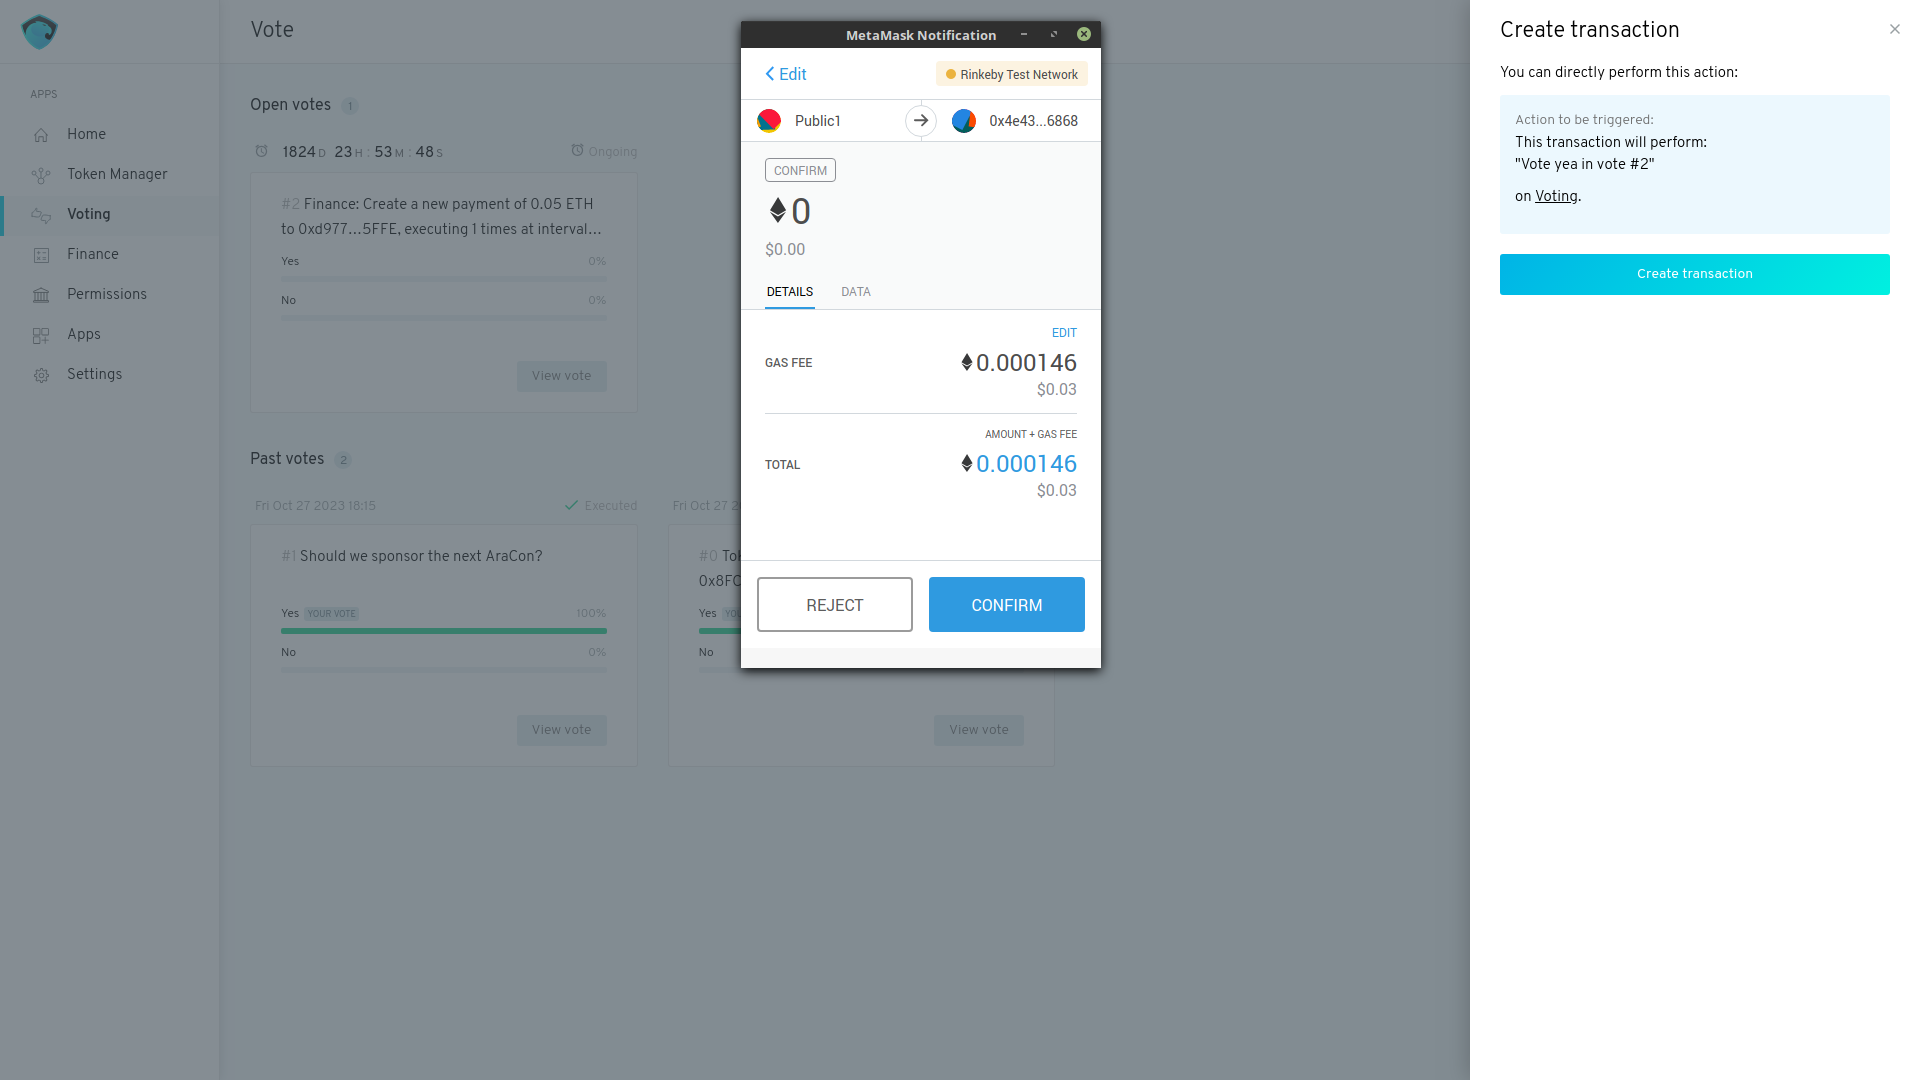 Vote
APPS
Home
Token Manager
Voting
Finance
Permissions
Apps
Settings
Open votes 1
1824 D 23 H : 53 M : 48 S
Ongoing
#2 Finance: Create a new payment of 0.05 ETH
to 0xd977…5FFE, executing 1 times at interval…
Yes 0%
No 0%
View vote
Past votes 2
Fri Oct 27 2023 18:15
Executed
#1 Should we sponsor the next AraCon?
Yes YOUR VOTE 100%
No 0%
View vote
Fri Oct 27 2
#0
0x8FC
Yes
No
View vote
MetaMask Notification
Edit
Rinkeby Test Network
Public1
0x4e43...6868
CONFIRM
0
$0.00
DETAILS DATA
EDIT
GAS FEE 0.000146
$0.03
AMOUNT + GAS FEE
TOTAL 0.000146
$0.03
REJECT CONFIRM
Create transaction
You can directly perform this action:
Action to be triggered:
This transaction will perform:
"Vote yea in vote #2"
on Voting.
Create transaction